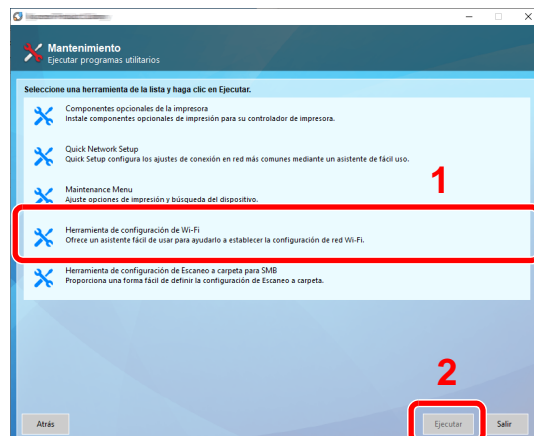 Mantenimiento
Ejecutar programas utilitarios
Seleccione una herramienta de la lista y haga clic en Ejecutar.
Componentes opcionales de la impresora
Instale componentes opcionales de impresión para su controlador de impresora.
Quick Network Setup
Quick Setup configura los ajustes de conexión en red más comunes mediante un asistente de fácil uso.
1
Maintenance Menu
Ajuste opciones de impresión y búsqueda del dispositivo.
Herramienta de configuración de Wi-Fi
Ofrece un asistente fácil de usar para ayudarlo a establecer la configuración de red Wi-Fi.
Herramienta de configuración de Escaneo a carpeta para SMB
Proporciona una forma fácil de definir la configuración de Escaneo a carpeta.
2
Atrás
Ejecutar
Salir